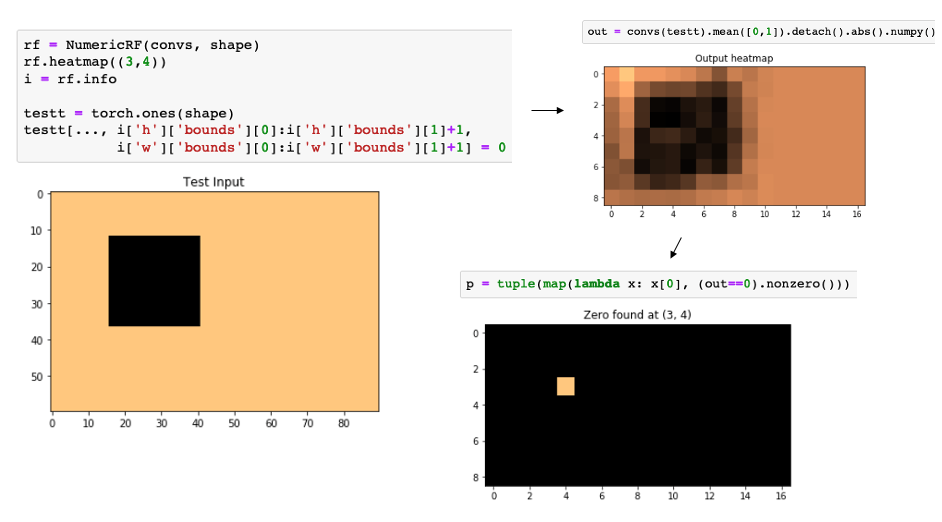 rf = NumericRF(convs, shape)
rf.heatmap((3,4))
i = rf.info
testt = torch.ones(shape)
testt[..., i['h']['bounds'][0]:i['h']['bounds'][1]+1,
i['w']['bounds'][0]:i['w']['bounds'][1]+1] = 0
Test Input
0
10
20
30
40
50
0 10 20 30 40 50 60 70 80
out = convs(testt).mean([0,1]).detach().abs().numpy()
Output heatmap
0
2
4
6
8
0 2 4 6 8 10 12 14 16
p = tuple(map(lambda x: x[0], (out==0).nonzero()))
Zero found at (3, 4)
0
2
4
6
8
0 2 4 6 8 10 12 14 16